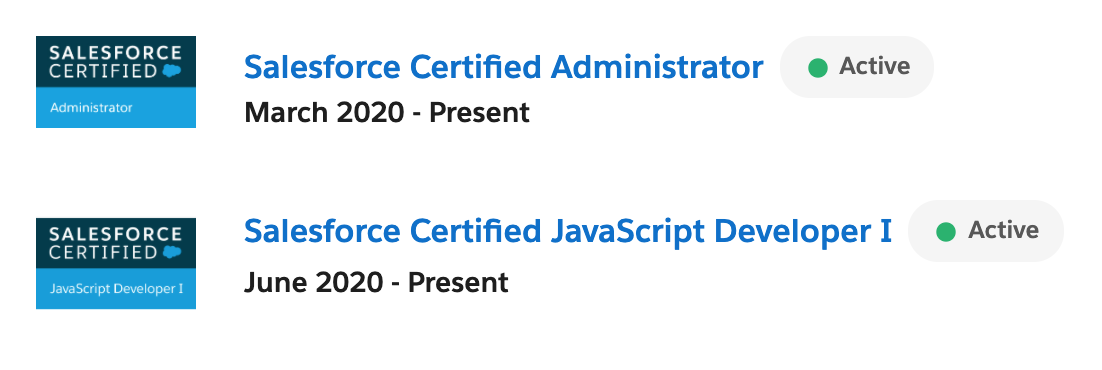 SALESFORCE
CERTIFIED
Administrator
Salesforce Certified Administrator
Active
March 2020 - Present
SALESFORCE
CERTIFIED
JavaScript Developer I
Salesforce Certified JavaScript Developer I
Active
June 2020 - Present